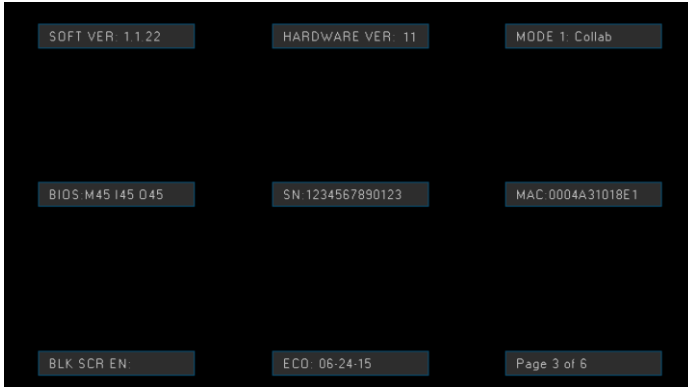 SOFT VER: 1.1.22
HARDWARE VER: 11
MODE 1: Collab
BIOS:M45 I45 O45
SN:1234567890123
MAC:0004A31018E1
BLK SCR EN:
ECO: 06-24-15
Page 3 of 6